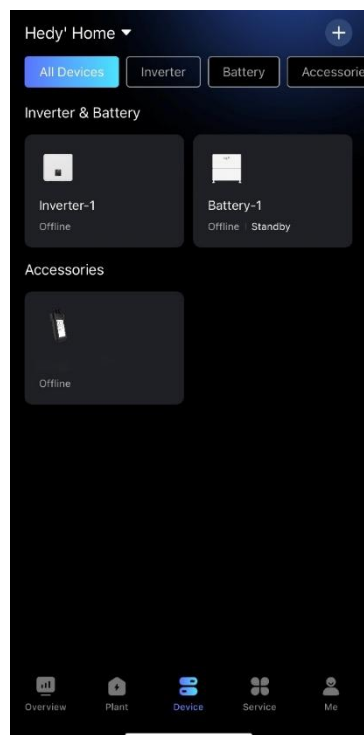 Hedy' Home
All Devices Inverter Battery Accessorie
Inverter & Battery
Inverter-1 Battery-1
Offline Offline Standby
Accessories
Offline
Overview Plant Device Service Me